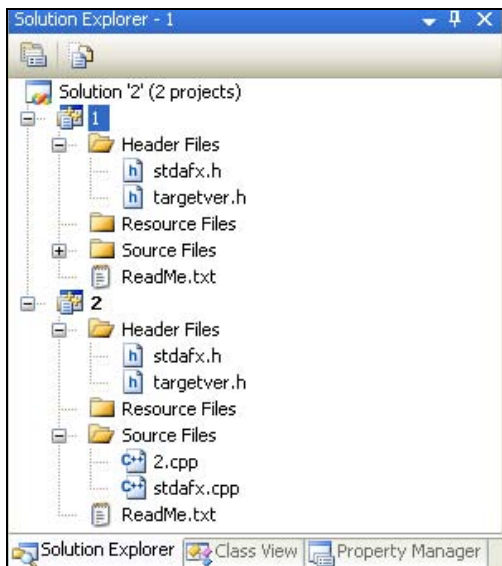 Solution Explorer - 1
Solution '2' (2 projects)
1
Header Files
stdafx.h
targetver.h
Resource Files
Source Files
ReadMe.txt
2
Header Files
stdafx.h
targetver.h
Resource Files
Source Files
2.cpp
stdafx.cpp
ReadMe.txt
Solution Explorer Class View Property Manager